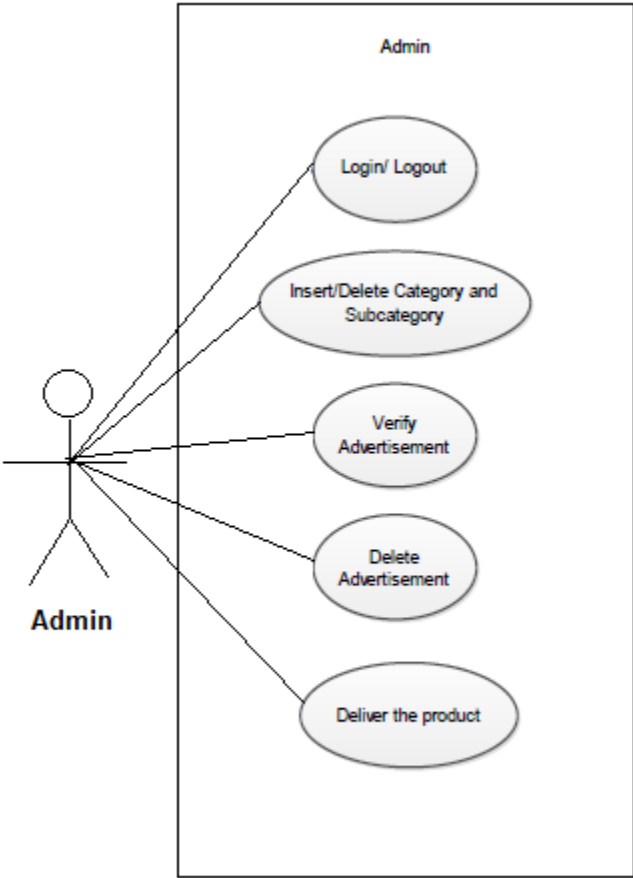 Admin
Login/ Logout
Insert/Delete Category and
Subcategory
Verify
Advertisement
Delete
Advertisement
Admin
Deliver the product